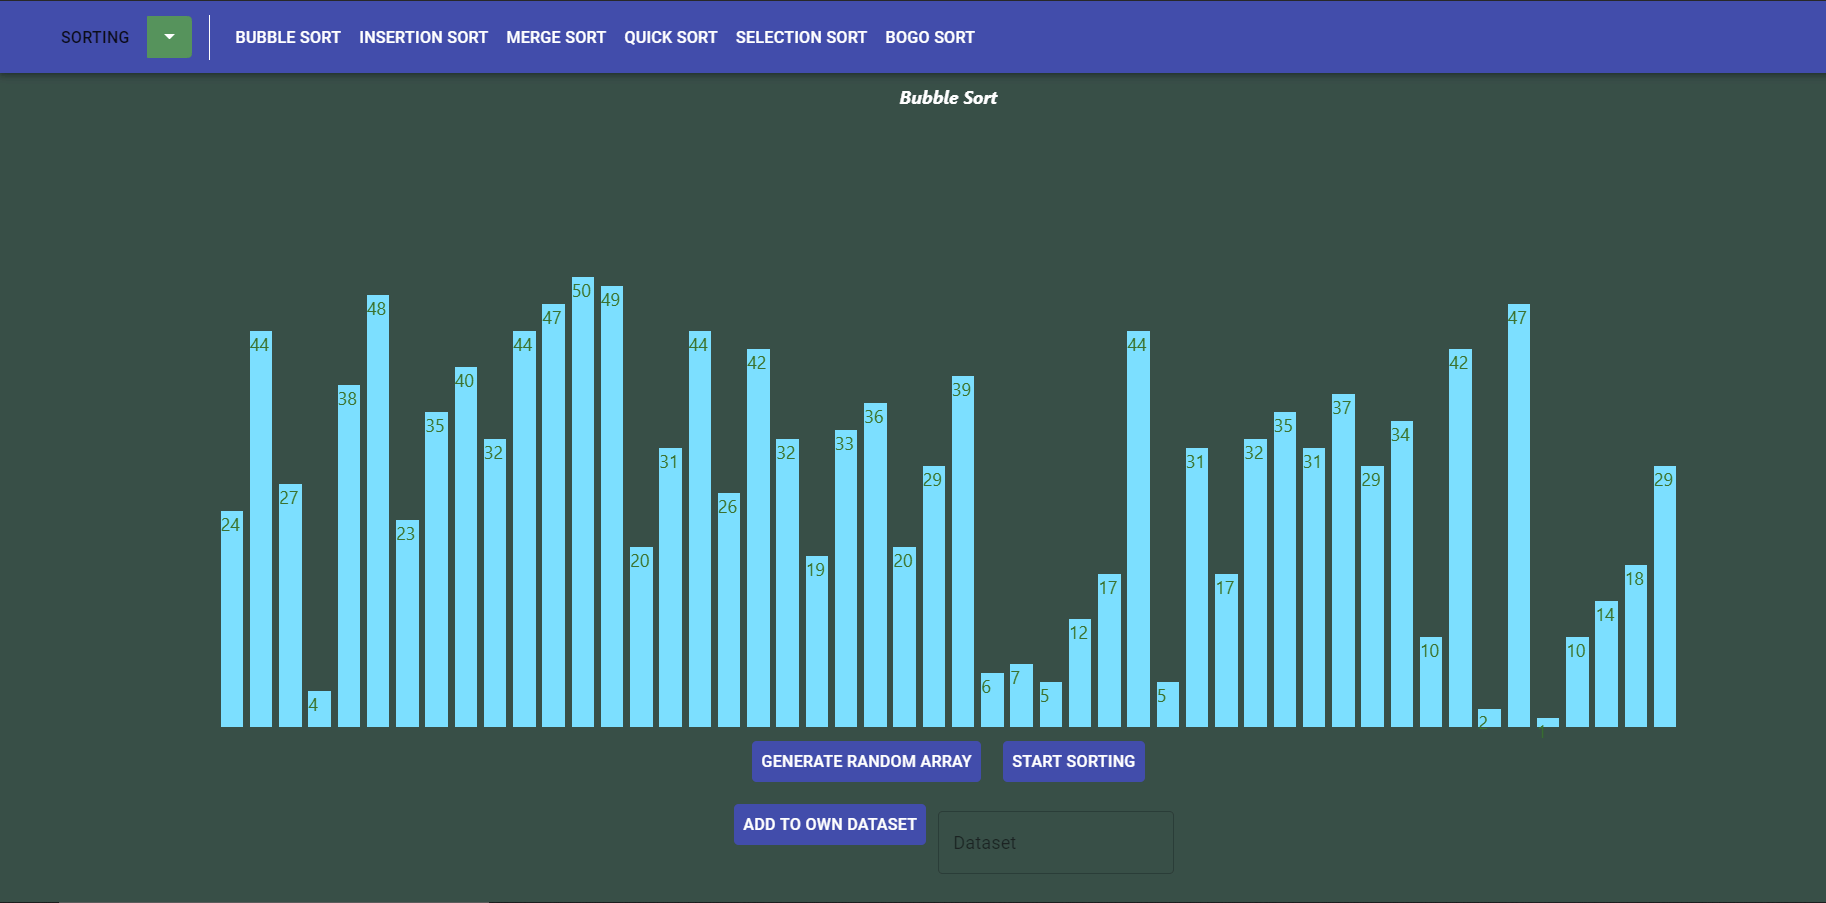 SORTING BUBBLE SORT INSERTION SORT MERGE SORT QUICK SORT SELECTION SORT BOGO SORT
Bubble Sort
24 44 27 4 38 48 23 35 40 32 44 47 50 49 20 31 44 26 42 32 19 33 36 20 29 39 6 7 5 12 17 44 5 31 17 32 35 31 37 29 34 10 42 2 47 1 10 14 18 29
GENERATE RANDOM ARRAY START SORTING
ADD TO OWN DATASET Dataset